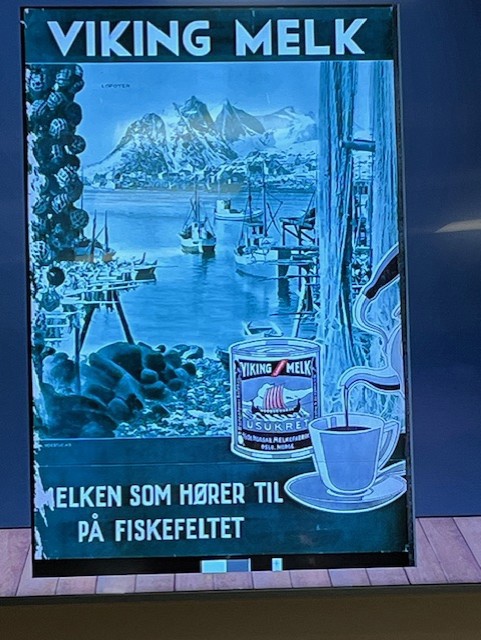 VIKING MELK
LOFOTEN
VIKING MELK
USUKRET
MELKEN SOM HØRER TIL
PÅ FISKEFELTET